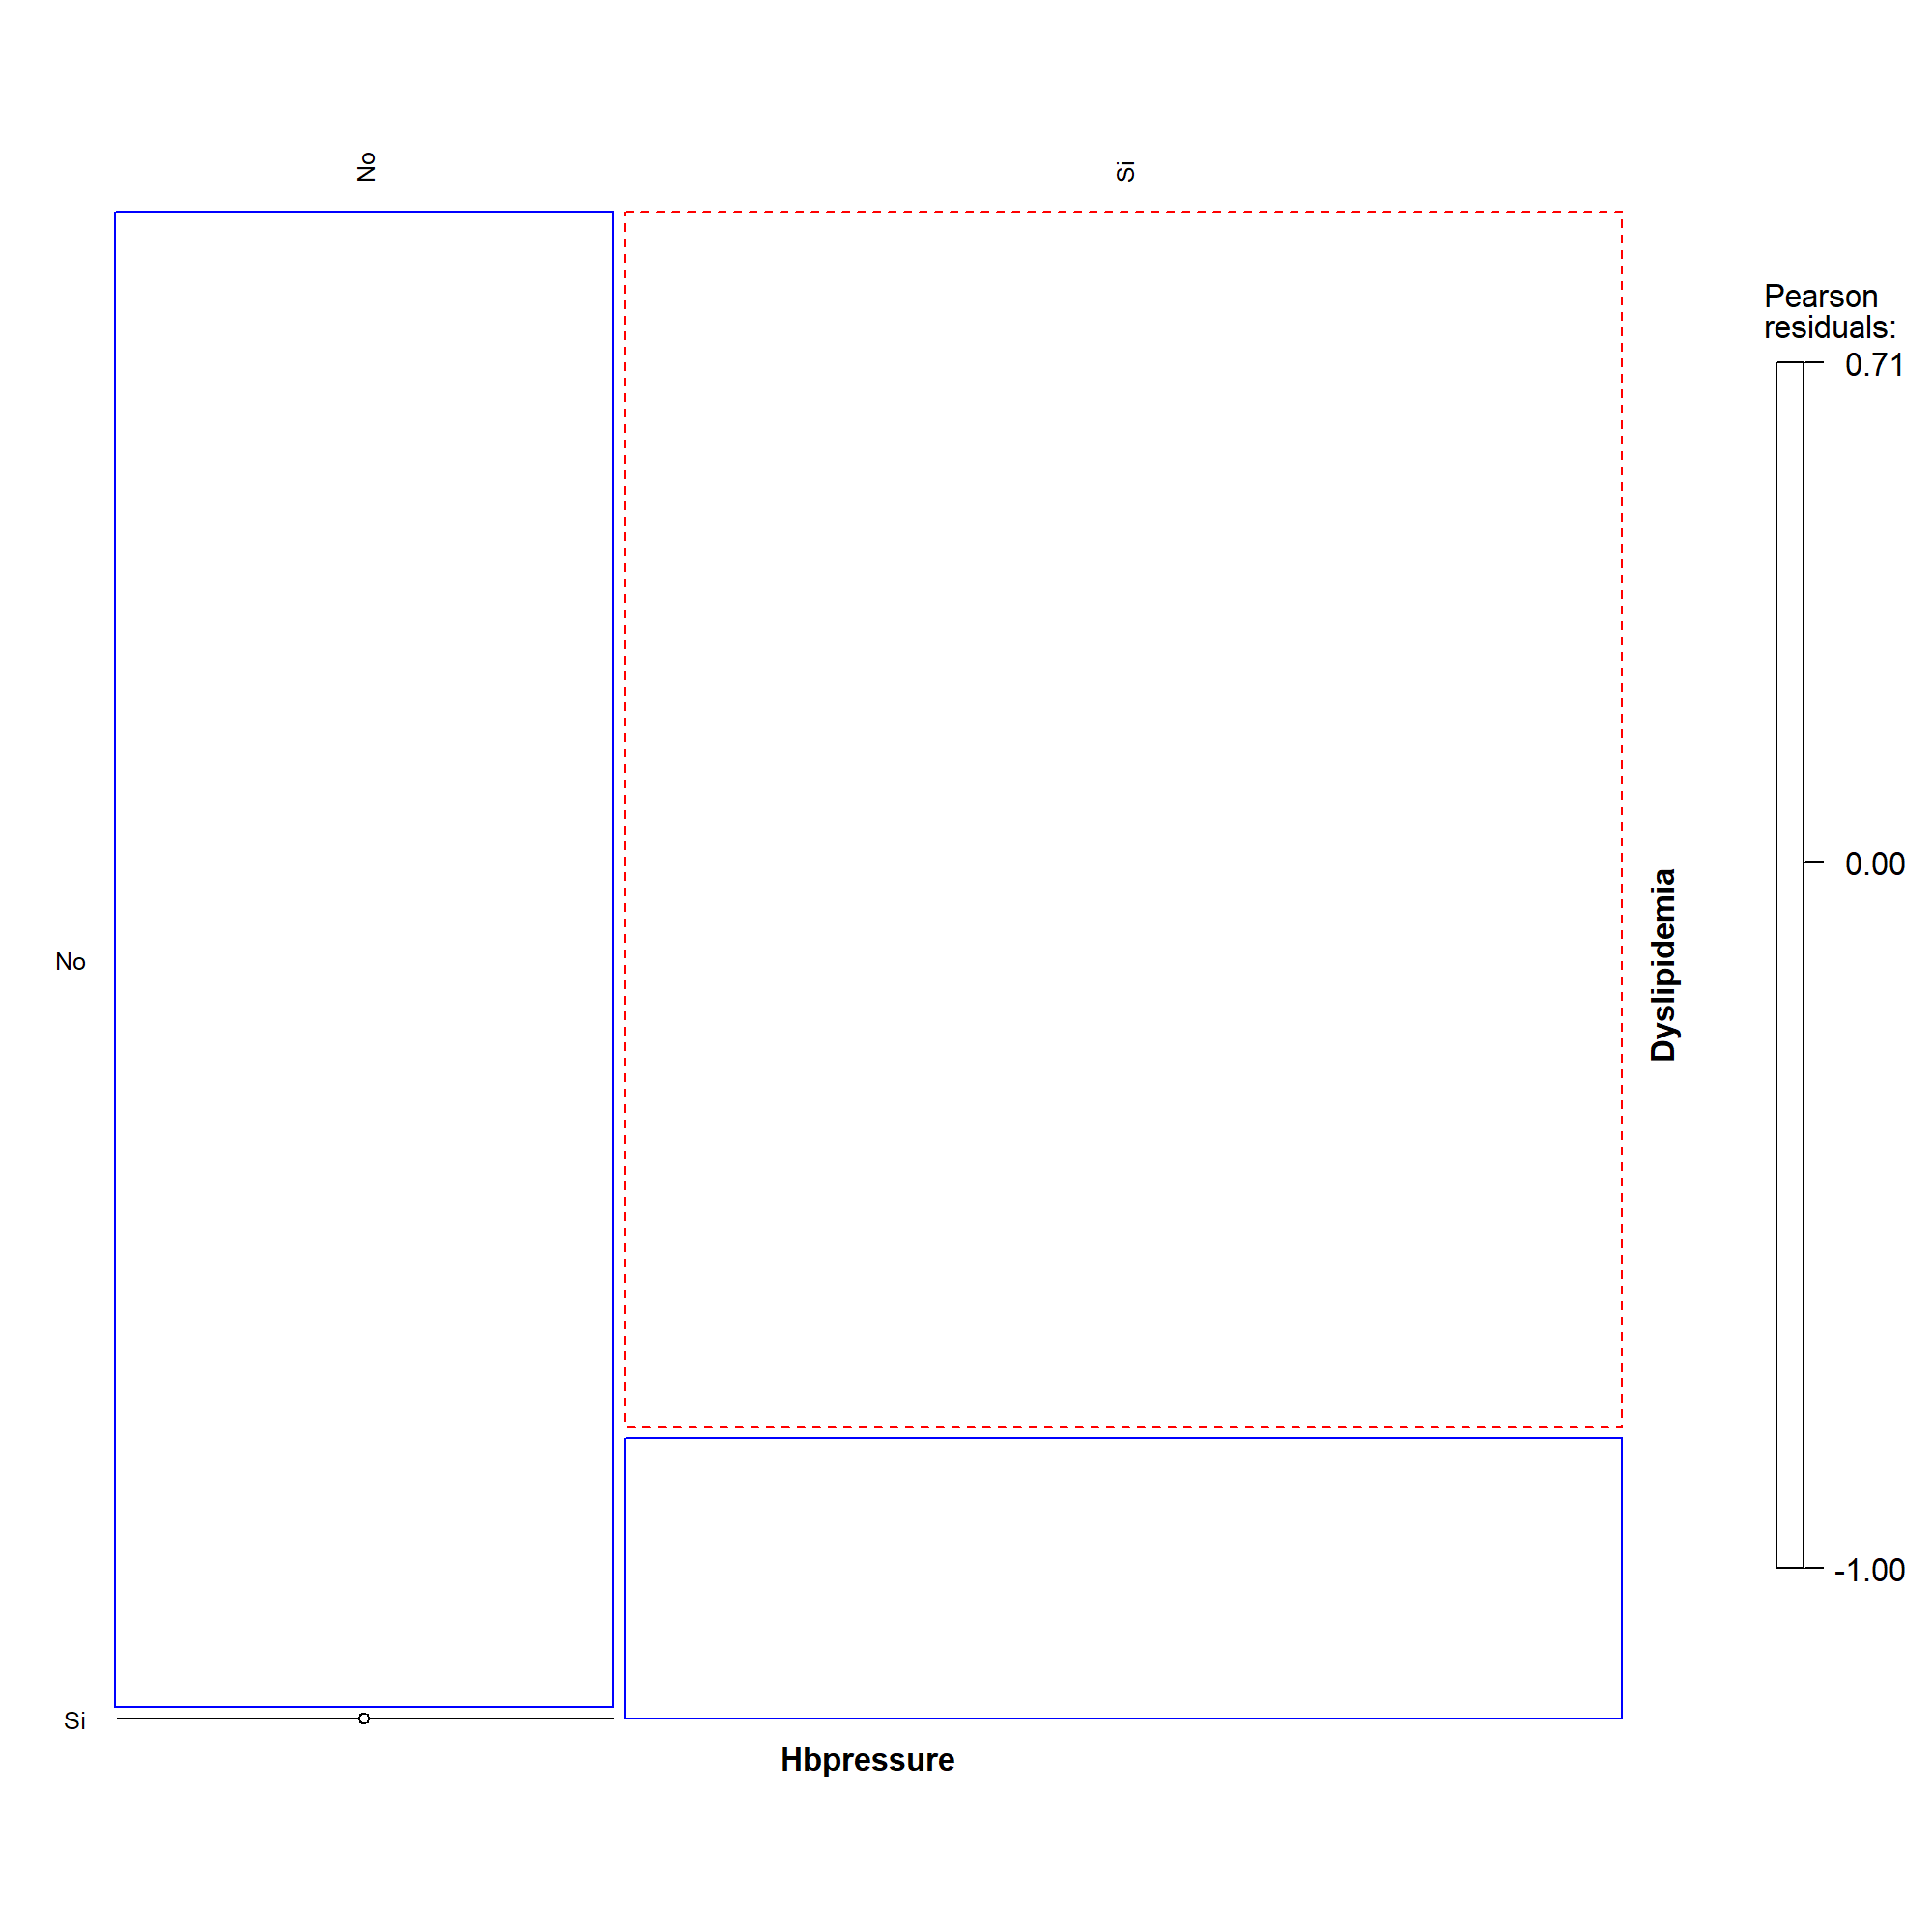 No
Si
Pearson
residuals:
0.71
0.00
-1.00
Dyslipidemia
No
Si
Hbpressure